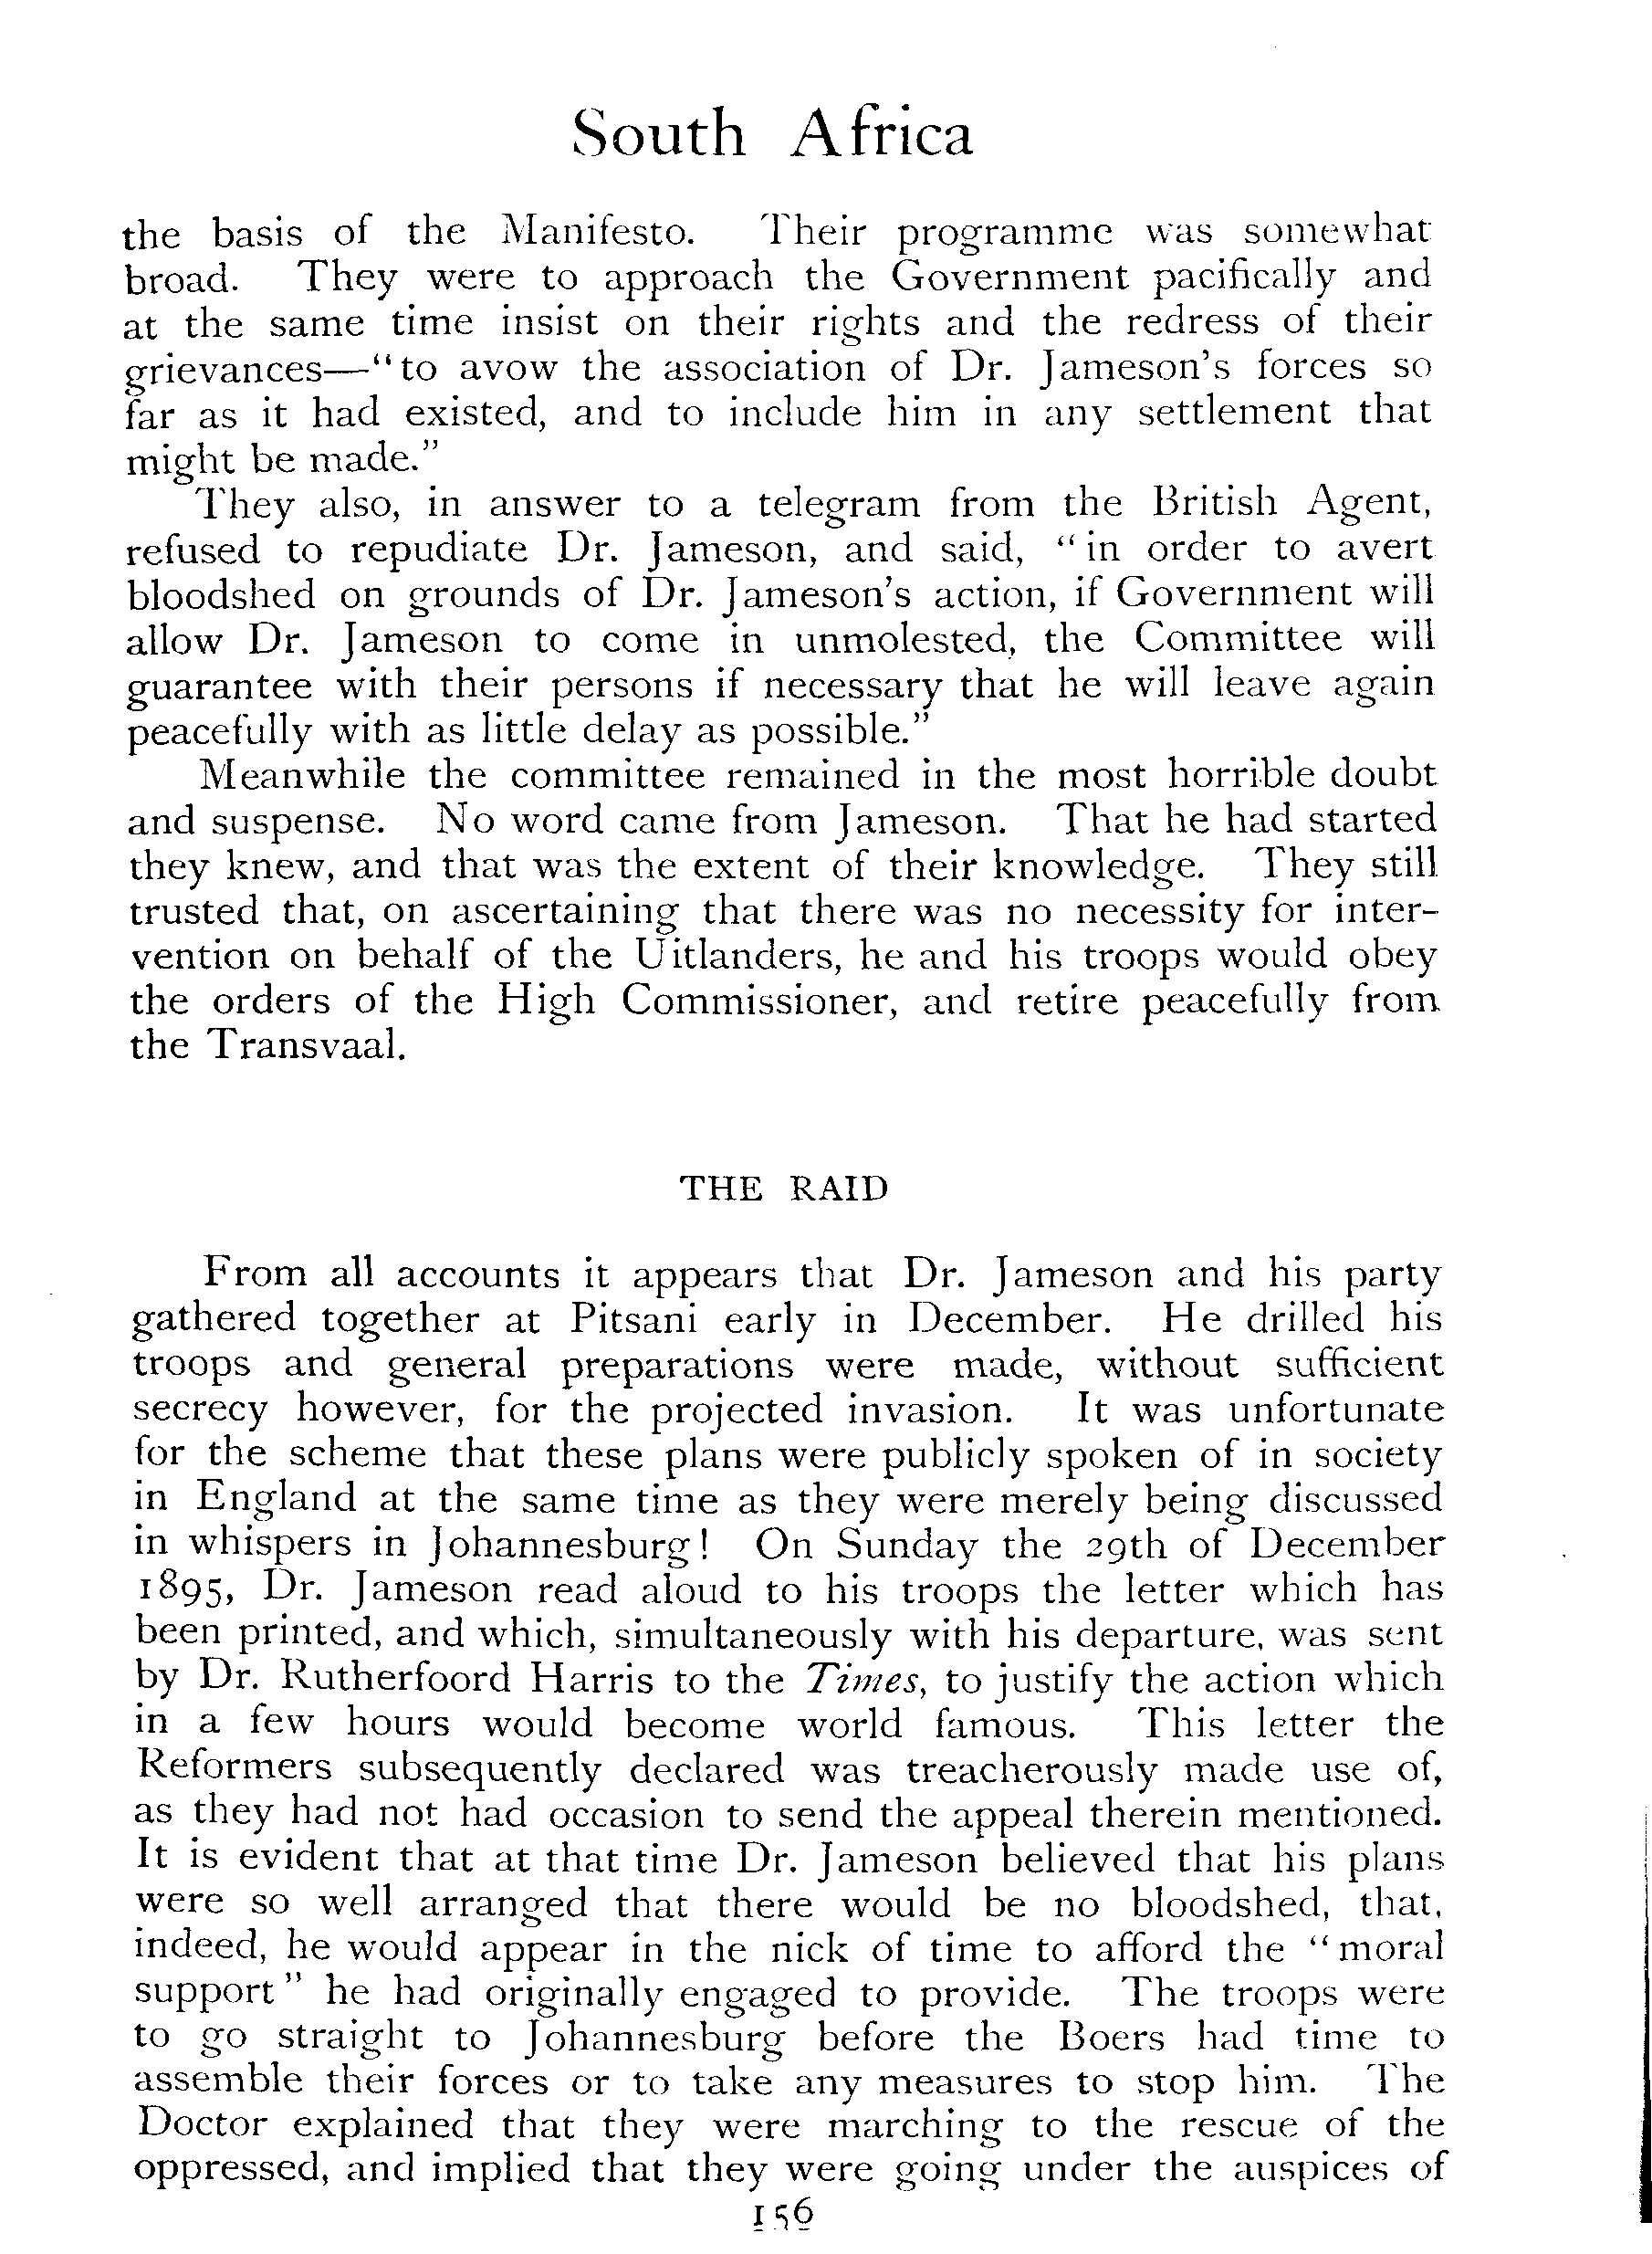 South Africa
the basis of the Manifesto. Their programme was somewhat
broad. They were to approach the Government pacifically and
at the same time insist on their rights and the redress of their
grievances—“to avow the association of Dr. Jameson's forces so
far as it had existed, and to include him in any settlement that
might be made.”
They also, in answer to a telegram from the British Agent,
refused to repudiate Dr. Jameson, and said, “in order to avert
bloodshed on grounds of Dr. Jameson's action, if Government will
allow Dr. Jameson to come in unmolested, the Committee will
guarantee with their persons if necessary that he will leave again
peacefully with as little delay as possible.”
Meanwhile the committee remained in the most horrible doubt
and suspense. No word came from Jameson. That he had started
they knew, and that was the extent of their knowledge. They still
trusted that, on ascertaining that there was no necessity for inter-
vention on behalf of the Uitlanders, he and his troops would obey
the orders of the High Commissioner, and retire peacefully from
the Transvaal.
THE RAID
From all accounts it appears that Dr. Jameson and his party
gathered together at Pitsani early in December. He drilled his
troops and general preparations were made, without sufficient
secrecy however, for the projected invasion. It was unfortunate
for the scheme that these plans were publicly spoken of in society
in England at the same time as they were merely being discussed
in whispers in Johannesburg! On Sunday the 29th of December
1895, Dr. Jameson read aloud to his troops the letter which has
been printed, and which, simultaneously with his departure, was sent
by Dr. Rutherfoord Harris to the Times, to justify the action which
in a few hours would become world famous. This letter the
Reformers subsequently declared was treacherously made use of,
as they had not had occasion to send the appeal therein mentioned.
It is evident that at that time Dr. Jameson believed that his plans
were so well arranged that there would be no bloodshed, that,
indeed, he would appear in the nick of time to afford the “moral
support” he had originally engaged to provide. The troops were
to go straight to Johannesburg before the Boers had time to
assemble their forces or to take any measures to stop him. The
Doctor explained that they were marching to the rescue of the
oppressed, and implied that they were going under the auspices of
156